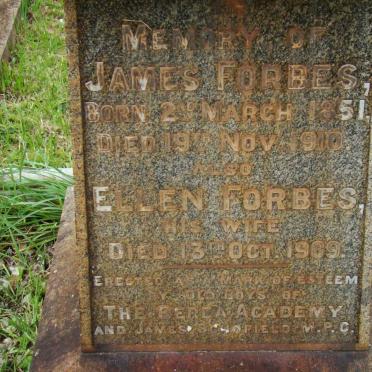 MEMORY OF
JAMES FORBES,
BORN 2ND MARCH 1851.
DIED 19TH NOV. 1910.
ALSO
ELLEN FORBES,
HIS WIFE
DIED 13TH OCT. 1909.
ERECTED AS A MARK OF ESTEEM
BY OLD BOYS OF
THE BEREA ACADEMY
AND JAMES SCHOFIELD. M.P.C.